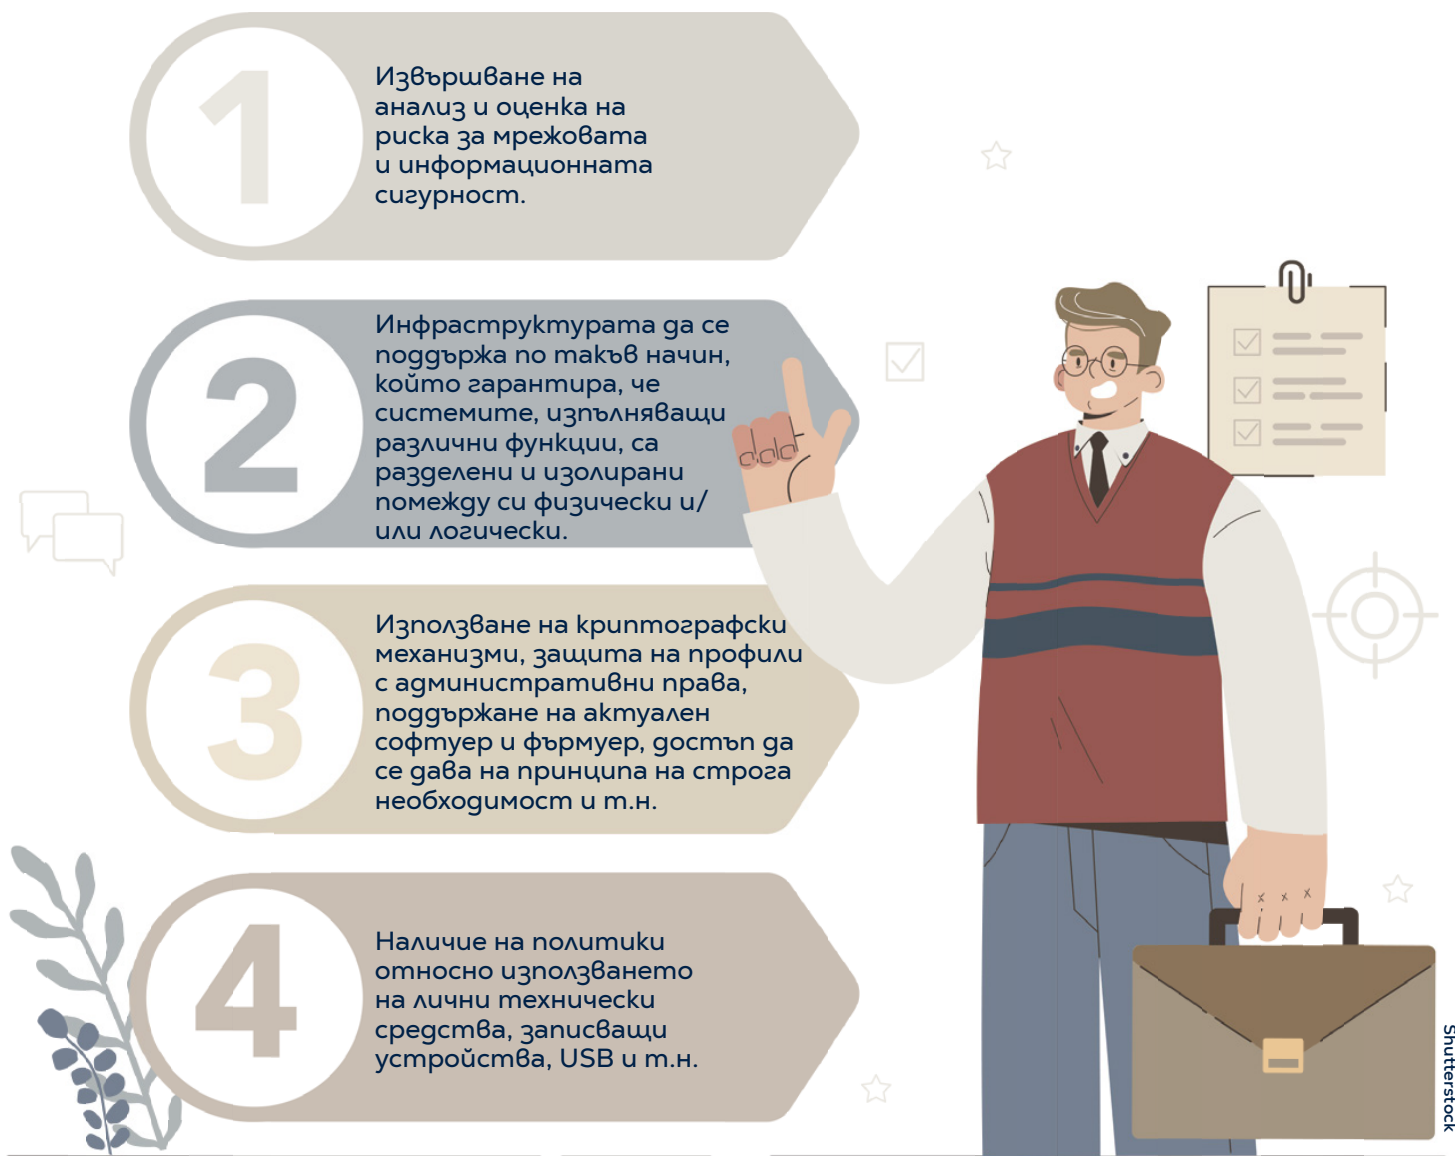 1
Извършване на
анализ и оценка на
риска за мрежовата
и информационната
сигурност.
2
Инфраструктурата да се
поддържа по такъв начин,
който гарантира, че
системите, изпълняващи
различни функции, са
разделени и изолирани
помежду си физически и/
или логически.
3
Използване на криптографски
механизми, защита на профили
с административни права,
поддържане на актуален
софтуер и фърмуер, достъп да
се дава на принципа на строга
необходимост и т.н.
4
Наличие на политики
относно използването
на лични технически
средства, записващи
устройства, USB и т.н.
Shutterstock